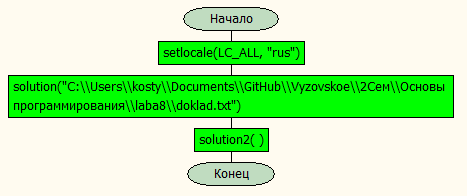 Начало
setlocale(LC_ALL, "rus")
solution("C:\\Users\\kosty\\Documents\\GitHub\\Vyzovskoe\\2Сем\\Основы
программирования\\laba8\\doklad.txt")
solution2( )
Конец